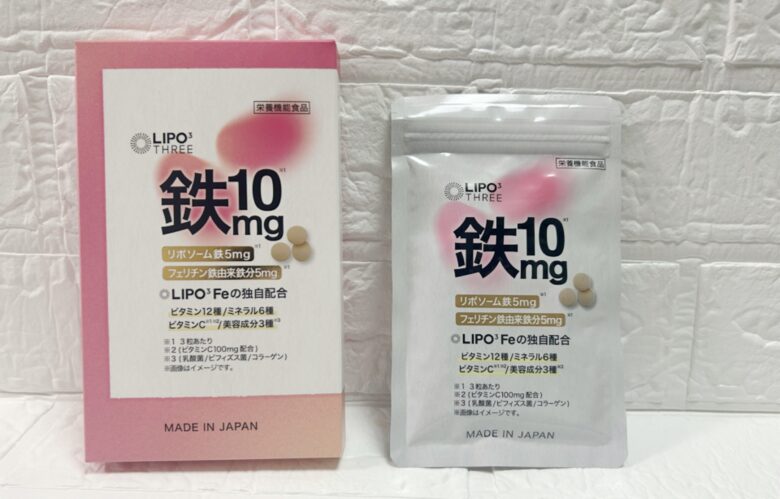 栄養機能食品
LIPO³
THREE
鉄10mg※1
リポソーム鉄5mg※1
フェリチン鉄由来鉄分5mg※1
LIPO³ Feの独自配合
ビタミン12種/ミネラル6種
ビタミンC※1※2/美容成分3種※3
※1 3粒あたり
※2 (ビタミンC100mg配合)
※3 (乳酸菌/ビフィズス菌/コラーゲン)
※画像はイメージです。
MADE IN JAPAN
栄養機能食品
LIPO³
THREE
鉄10mg※1
リポソーム鉄5mg※1
フェリチン鉄由来鉄分5mg※1
LIPO³ Feの独自配合
ビタミン12種/ミネラル6種
ビタミンC※1※2/美容成分3種※3
※1 3粒あたり
※2 (ビタミンC100mg配合)
※3 (乳酸菌/ビフィズス菌/コラーゲン)
※画像はイメージです。
MADE IN JAPAN